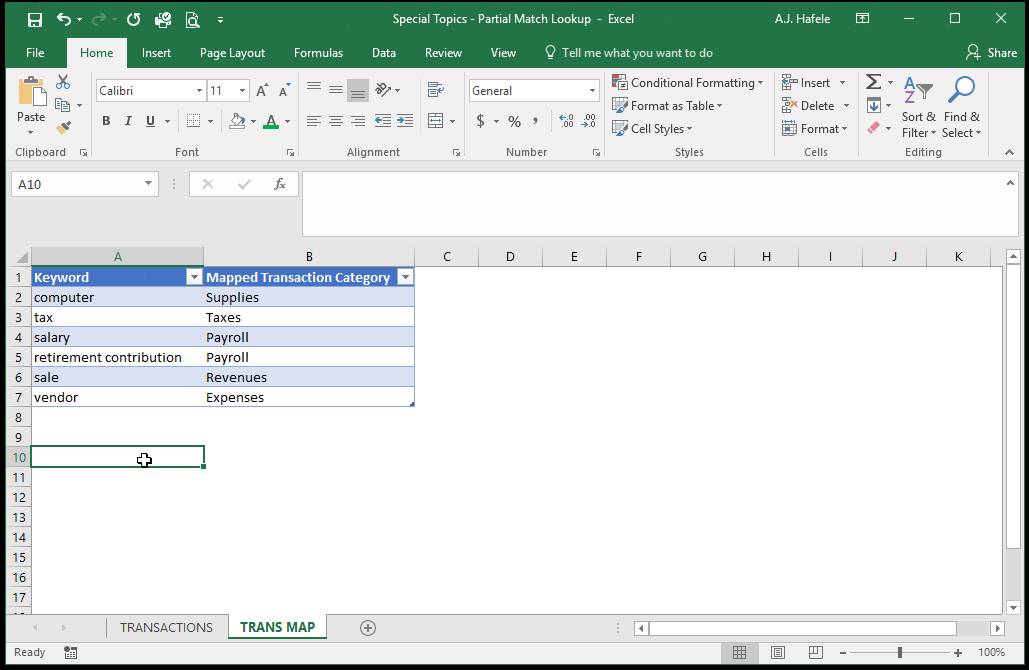 Special Topics - Partial Match Lookup - Excel
A.J. Hafele
File Home Insert Page Layout Formulas Data Review View Tell me what you want to do Share
Paste
Calibri 11
A A
B I U
A
General
$ % ,
.0 .00
.00 .0
Conditional Formatting
Format as Table
Cell Styles
Insert
Delete
Format
Σ
A Z
Sort & Filter
Find & Select
Clipboard Font Alignment Number Styles Cells Editing
A10
fx
A B C D E F G H I J K
1 Keyword Mapped Transaction Category
2 computer Supplies
3 tax Taxes
4 salary Payroll
5 retirement contribution Payroll
6 sale Revenues
7 vendor Expenses
8
9
10
11
12
13
14
15
16
17
TRANSACTIONS TRANS MAP
Ready
100%